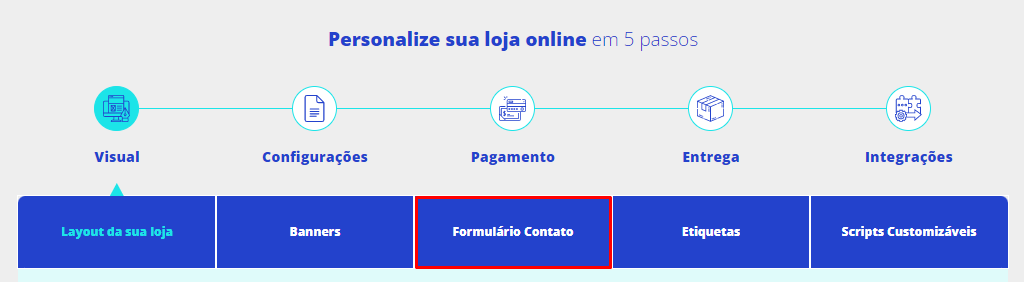 Personalize sua loja online em 5 passos
Visual Configurações Pagamento Entrega Integrações
Layout da sua loja Banners Formulário Contato Etiquetas Scripts Customizáveis